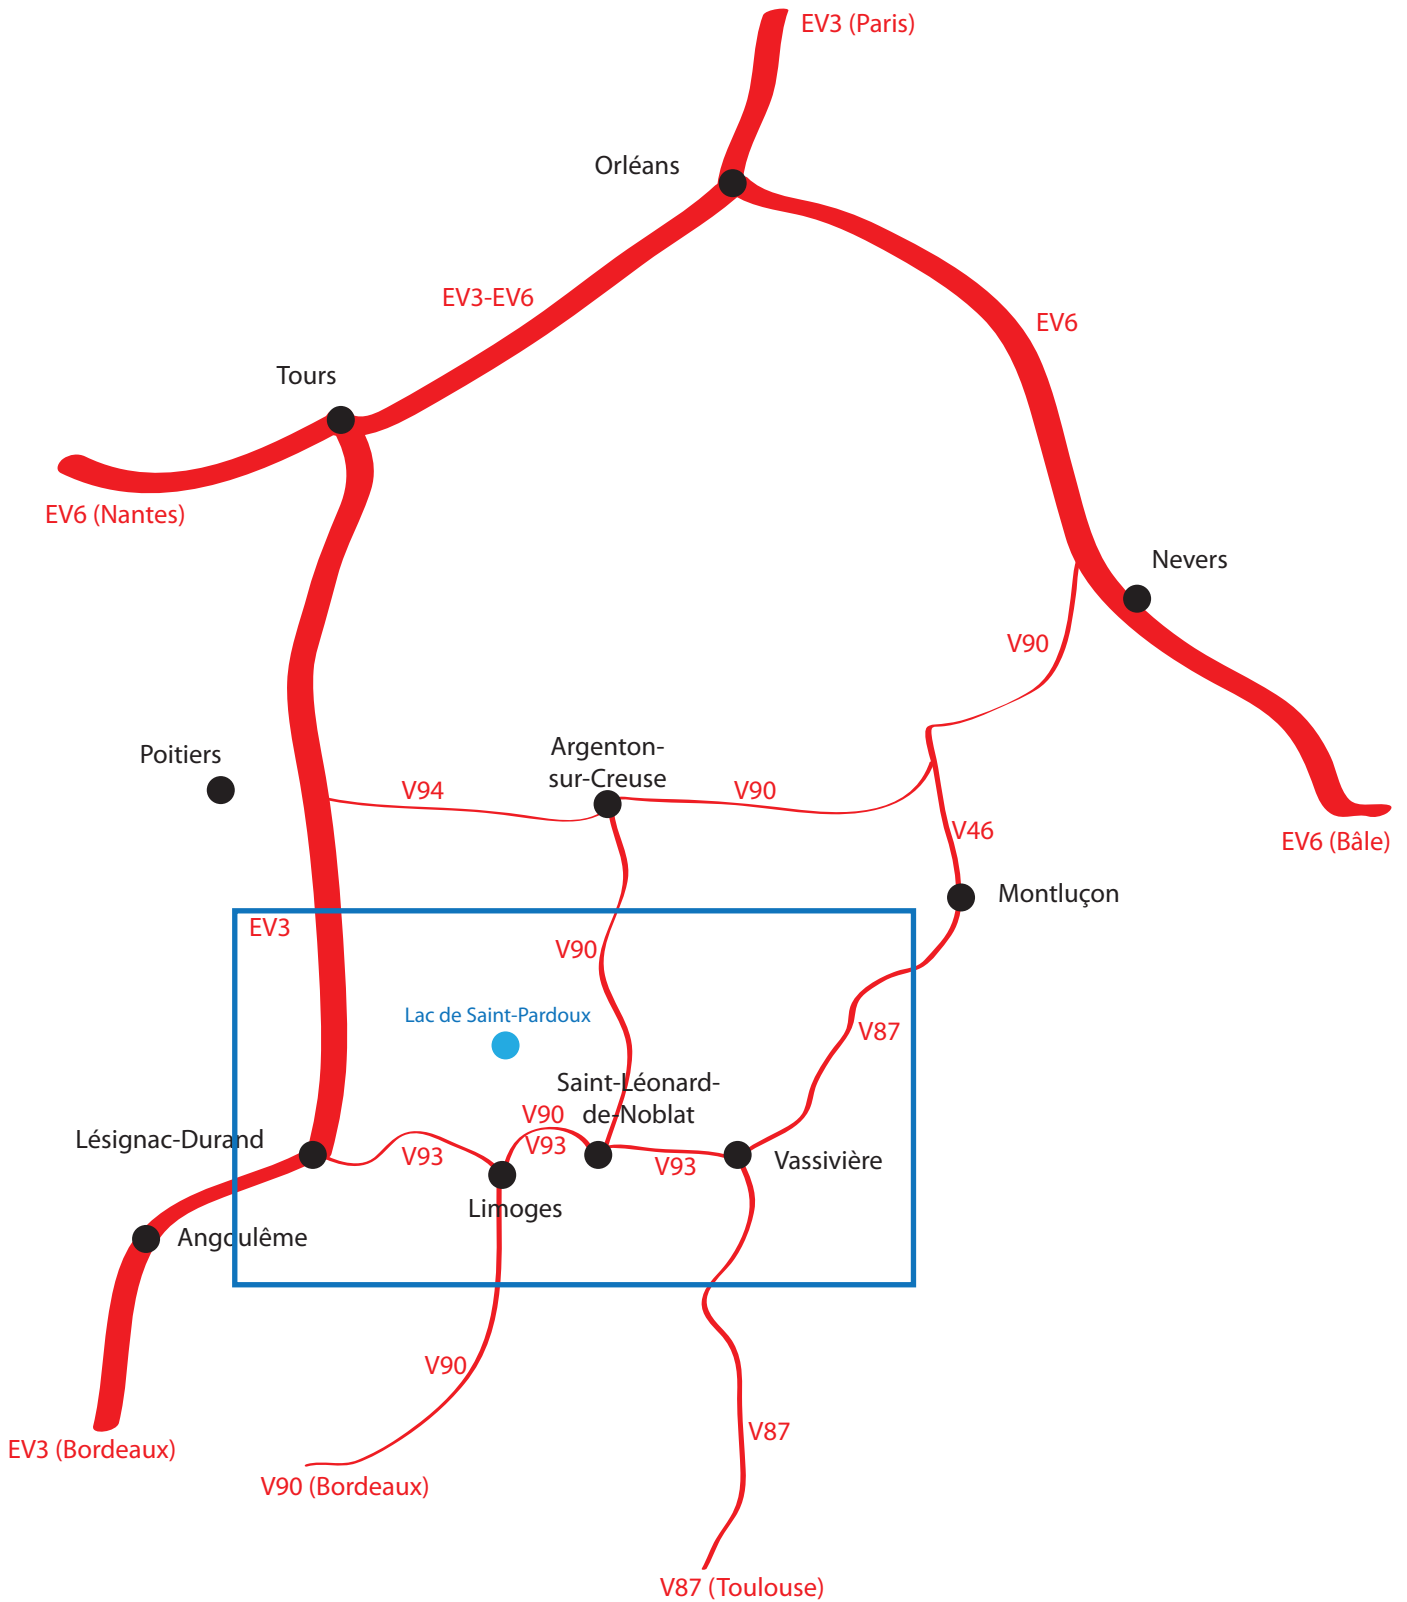 EV3 (Paris)
Orléans
EV3-EV6
EV6
Tours
EV6 (Nantes)
Nevers
V90
Poitiers
Argenton-
sur-Creuse
V94
V90
V46
EV6 (Bâle)
Montluçon
EV3
V90
Lac de Saint-Pardoux
V87
Saint-Léonard-
de-Noblat
V90
V93
Lésignac-Durand
V93
V93
Vassivière
Limoges
Angoulême
V90
V87
EV3 (Bordeaux)
V90 (Bordeaux)
V87 (Toulouse)